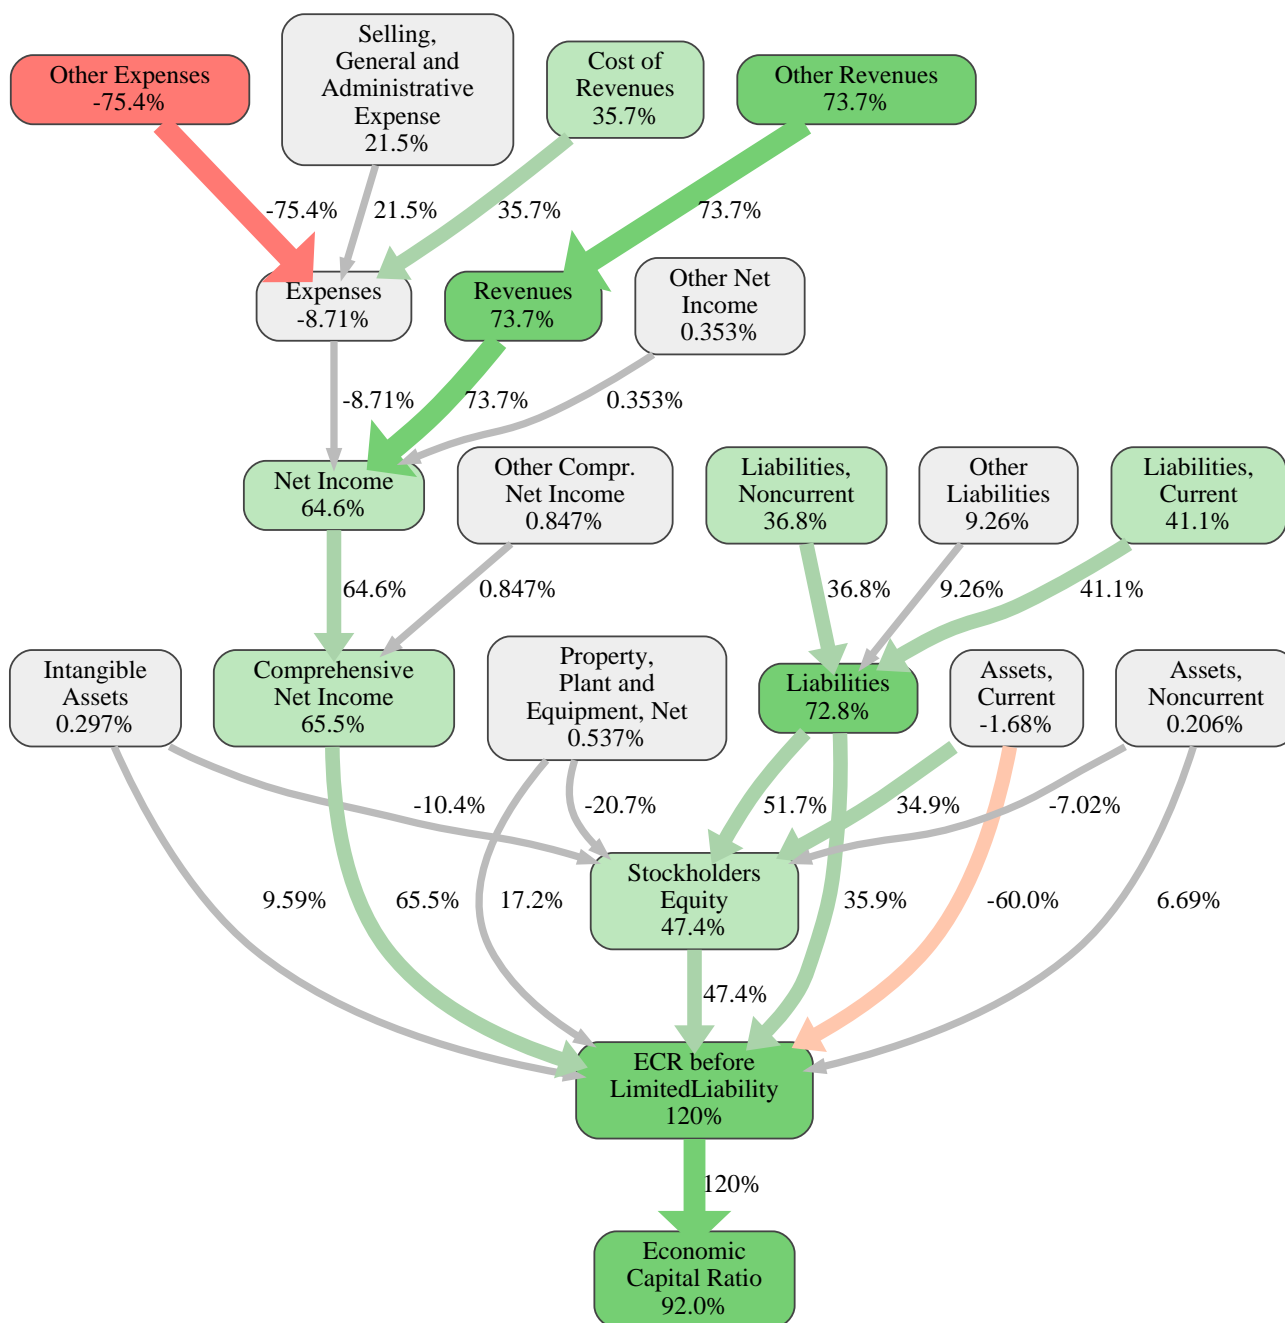 Other Expenses
-75.4%
Selling,
General and
Administrative
Expense
21.5%
Cost of
Revenues
35.7%
Other Revenues
73.7%
-75.4%
21.5%
35.7%
73.7%
Expenses
-8.71%
Revenues
73.7%
Other Net
Income
0.353%
-8.71%
73.7%
0.353%
Net Income
64.6%
Other Compr.
Net Income
0.847%
Liabilities,
Noncurrent
36.8%
Other
Liabilities
9.26%
Liabilities,
Current
41.1%
64.6%
0.847%
36.8%
9.26%
41.1%
Intangible
Assets
0.297%
Comprehensive
Net Income
65.5%
Property,
Plant and
Equipment, Net
0.537%
Liabilities
72.8%
Assets,
Current
-1.68%
Assets,
Noncurrent
0.206%
-10.4%
-20.7%
51.7%
34.9%
-7.02%
Stockholders
Equity
47.4%
9.59%
65.5%
17.2%
35.9%
-60.0%
6.69%
47.4%
ECR before
LimitedLiability
120%
120%
Economic
Capital Ratio
92.0%